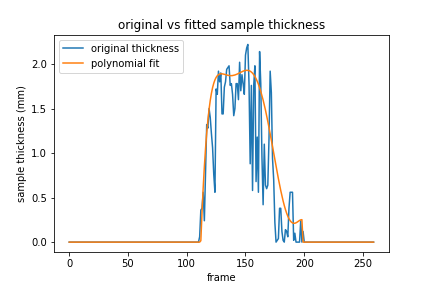 original vs fitted sample thickness
original thickness
polynomial fit
sample thickness (mm)
2.0
1.5
1.0
0.5
0.0
0 50 100 150 200 250
frame